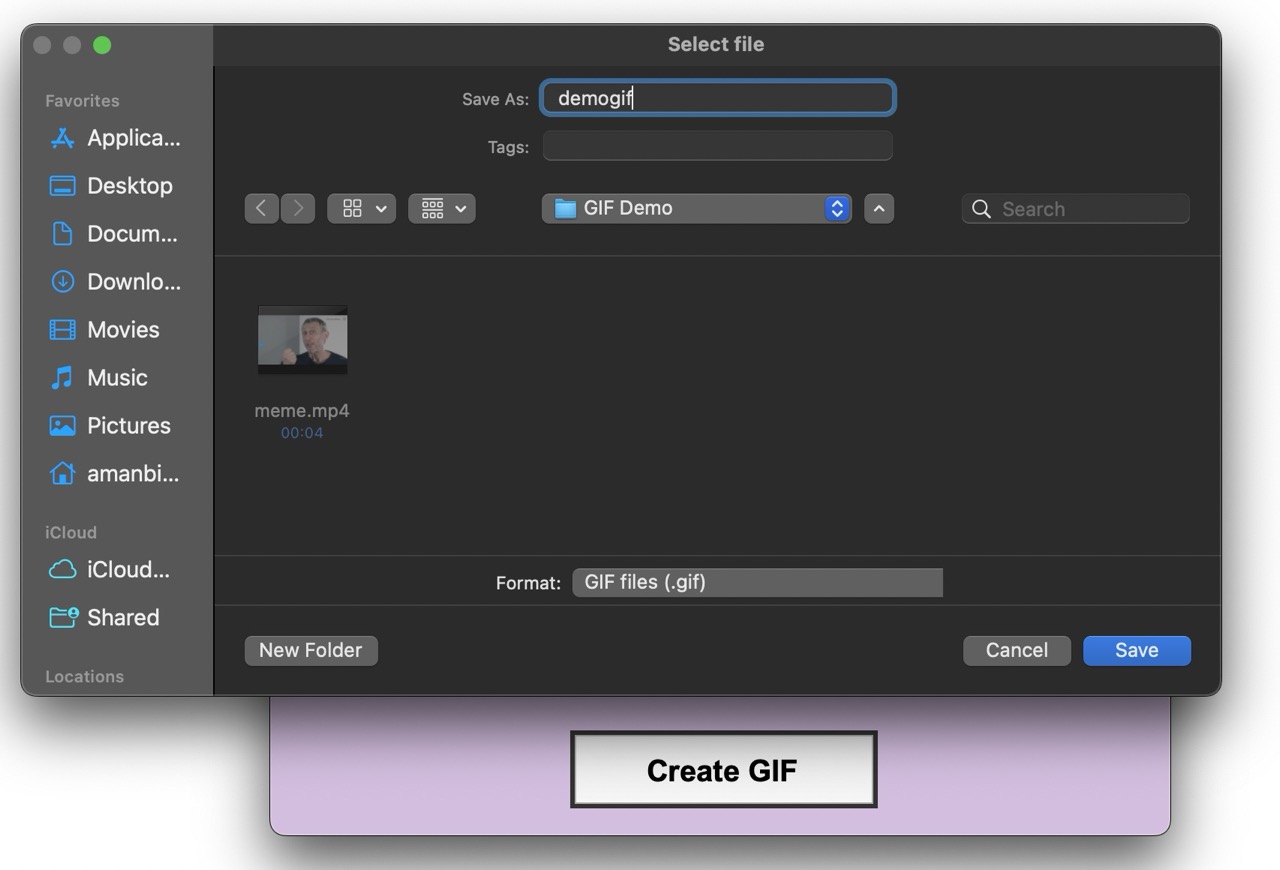 Select file
Favorites
Applica...
Desktop
Docum...
Downlo...
Movies
Music
Pictures
amanbi...
iCloud
iCloud...
Shared
Locations
Save As: demogif
Tags:
GIF Demo
Search
meme.mp4
00:04
Format: GIF files (.gif)
New Folder
Cancel
Save
Create GIF